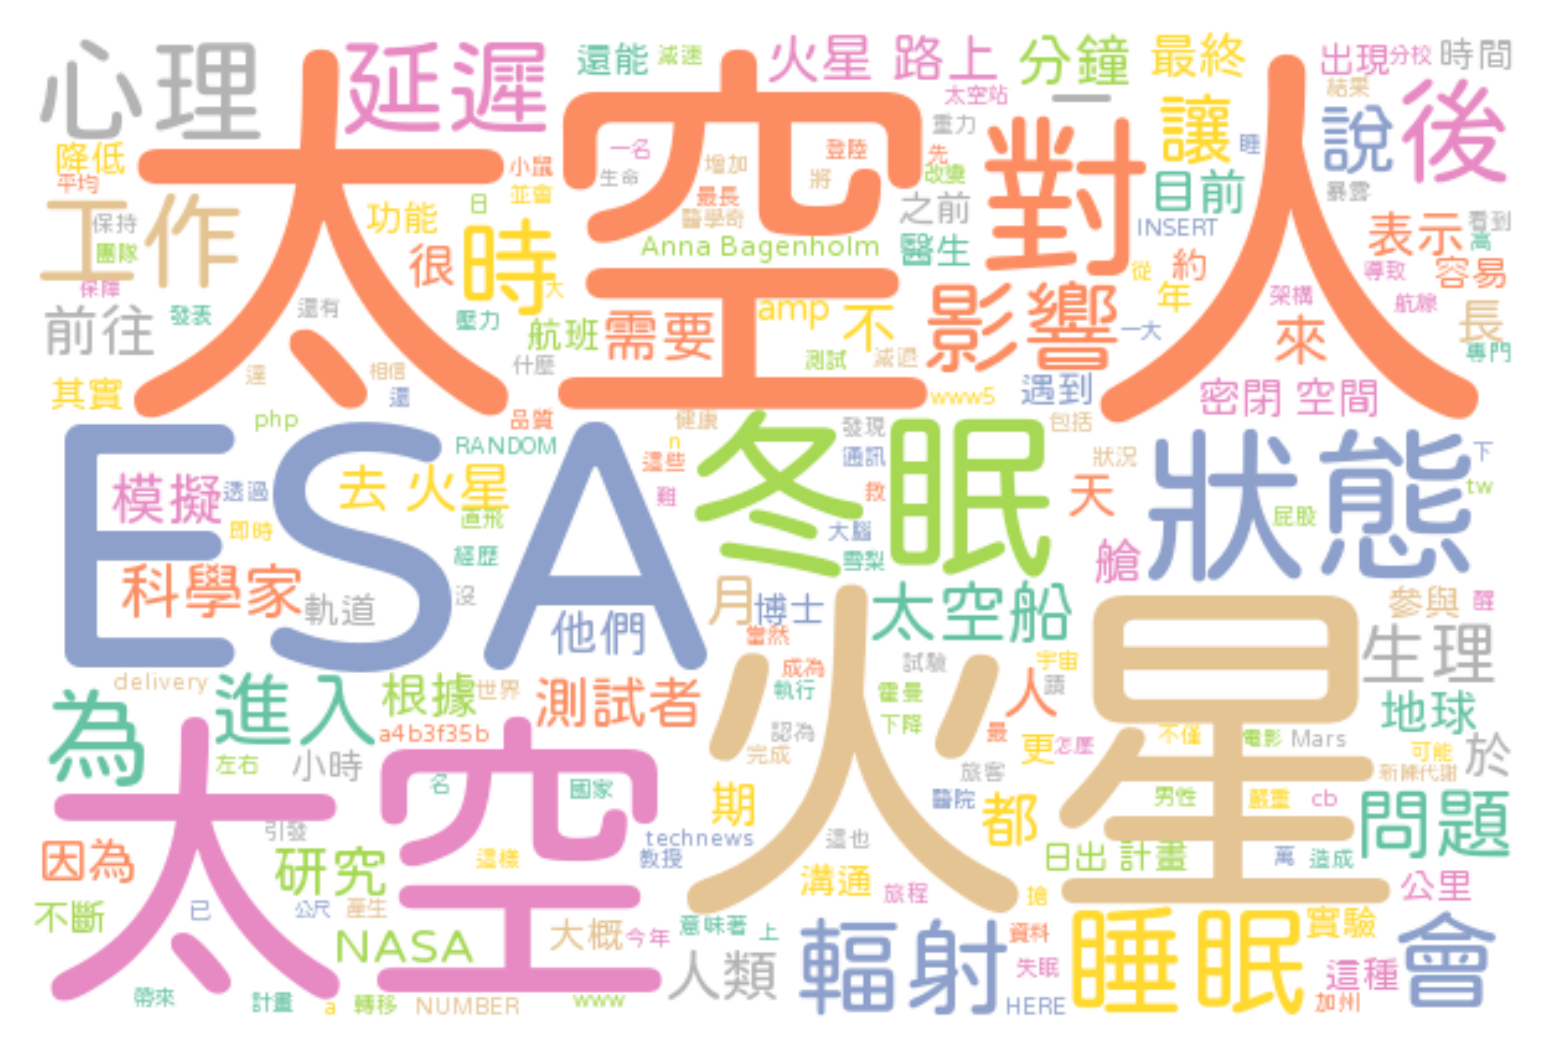 心理
延遲
還能 減速
火星 路上
分鐘
最終
出現 分校 時間
太空站
結果
一
太空人
降低
平均
小鼠
並會
一名
生命
增加
登陸
將
重力
先
改變
對
讓
睡
目前
說
後
暴露
工作
保持
團隊
保障
功能
日
很
時
大
最長
醫學奇
Anna Bagenholm
之前
醫生
INSERT
從
約
年
表示
看到
高
導致
容易
前往
發表
還有
壓力
航班
需要
amp
不
影響
一大
架構
航線
來
長
專門
其實
達
相信
還
什麼
測試
減退
www5
遇到
密閉 空間
php
品質
健康
包括
RANDOM
n
這些
難
發現
通訊
救
ESA
模擬
透過
即時
去 火星
直飛
經歷
冬眠
大腦
雪梨
狀況
天
艙
狀態
屁股
下
tw
科學家
軌道
沒
他們
月
博士
當然
太空船
參與
醒
生理
delivery
進入
根據
世界
測試者
成為
執行
試驗
霍曼
下降
人
宇宙
蹟
地球
為
a4b3f35b
左右
小時
認為
完成
火星
旅客
最
更
怎麼
不僅
電影
Mars
可能
新陳代謝
於
太空
名
國家
期
醫院
都
男性
嚴重
cb
問題
因為
引發
研究
這樣
technews
教授
這也
日出 計畫
萬
造成
不斷
已
公尺
產生
溝通
旅程
搶
公里
NASA
大概
今年
意味著
上
人類
輻射
資料
失眠
睡眠
實驗
這種
會
帶來
計畫
a
轉移
NUMBER
www
HERE
加州